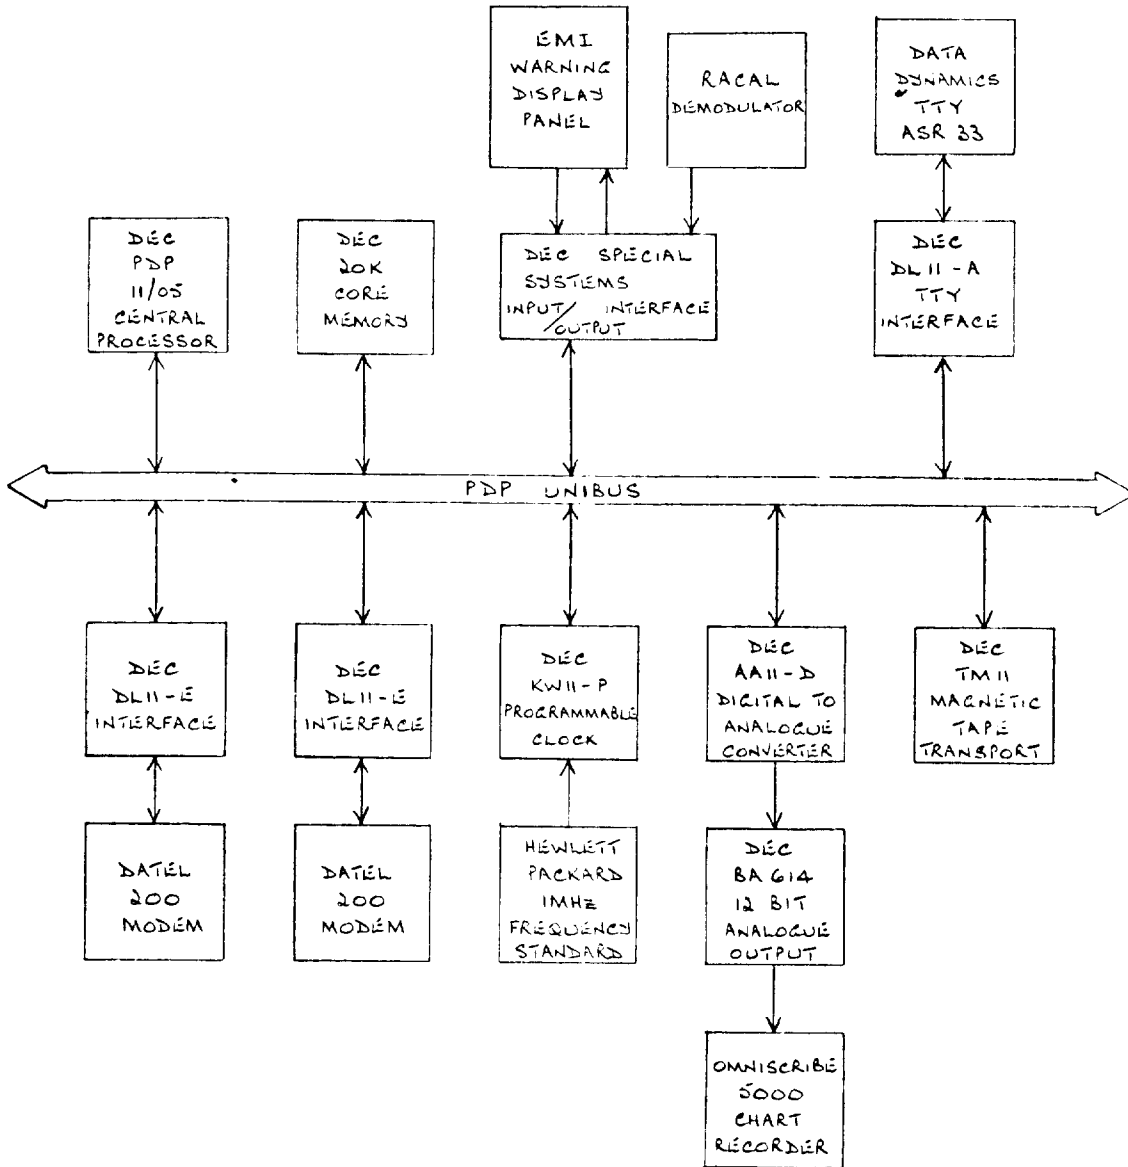 EMI
WARNING
DISPLAY
PANEL
RACAL
DEMODULATOR
DATA
DYNAMICS
TTY
ASR 33
DEC
PDP
11/05
CENTRAL
PROCESSOR
DEC
20K
CORE
MEMORY
DEC SPECIAL
SYSTEMS
INPUT/OUTPUT INTERFACE
DEC
DL11-A
TTY
INTERFACE
PDP UNIBUS
DEC
DL11-E
INTERFACE
DEC
DL11-E
INTERFACE
DEC
KW11-P
PROGRAMMABLE
CLOCK
DEC
AA11-D
DIGITAL TO
ANALOGUE
CONVERTER
DEC
TM11
MAGNETIC
TAPE
TRANSPORT
DATEL
200
MODEM
DATEL
200
MODEM
HEWLETT
PACKARD
1MHZ
FREQUENCY
STANDARD
DEC
BA614
12 BIT
ANALOGUE
OUTPUT
OMNISCRIBE
5000
CHART
RECORDER